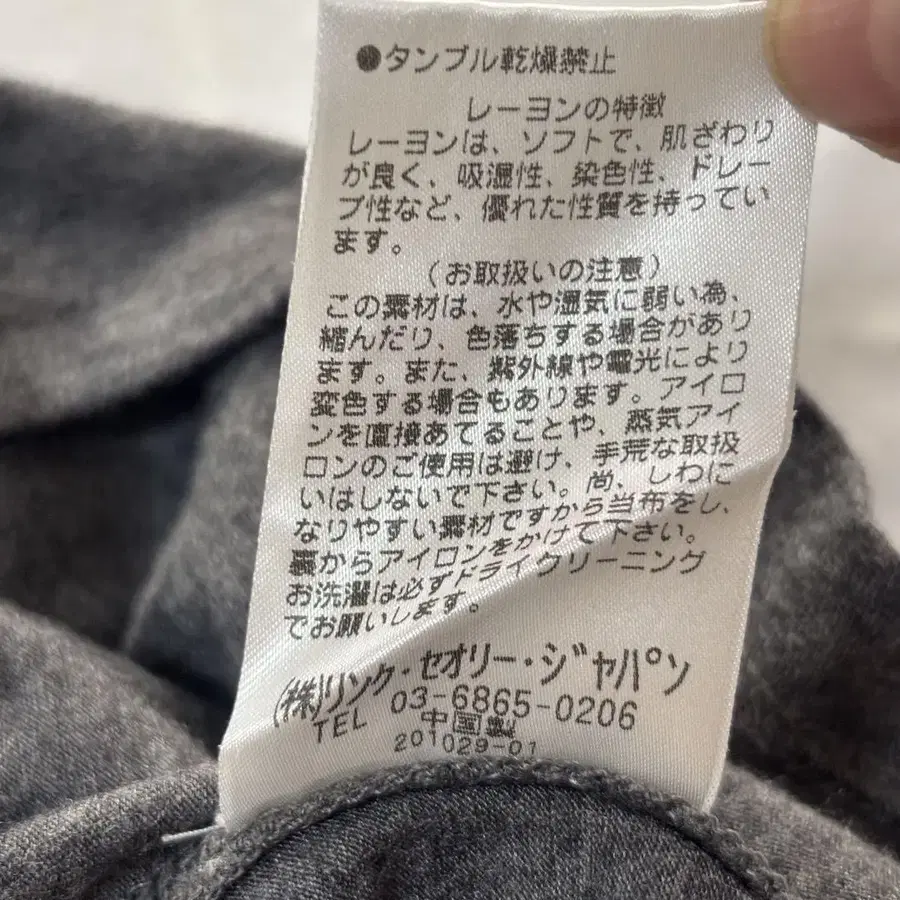 ●タンブル乾燥禁止
レーヨンの特徴
レーヨンは、ソフトで、肌ざわり
が良く、吸湿性、染色性、ドレー
プ性など、優れた性質を持ってい
ます。
(お取扱いの注意)
この素材は、水や湿気に弱い為、
縮んだり、色落ちする場合があり
ます。また、紫外線や電光により
変色する場合もあります。アイロ
ンを直接あてることや、蒸気アイ
ロンのご使用は避け、手荒な取扱
いはしないで下さい。尚、しわに
なりやすい素材ですから当布をし、
裏からアイロンをかけて下さい。
お洗濯は必ずドライクリーニング
でお願いします。
(株)リンク・セオリー・ジャパン
TEL 03-6865-0206
中国製
201029-01